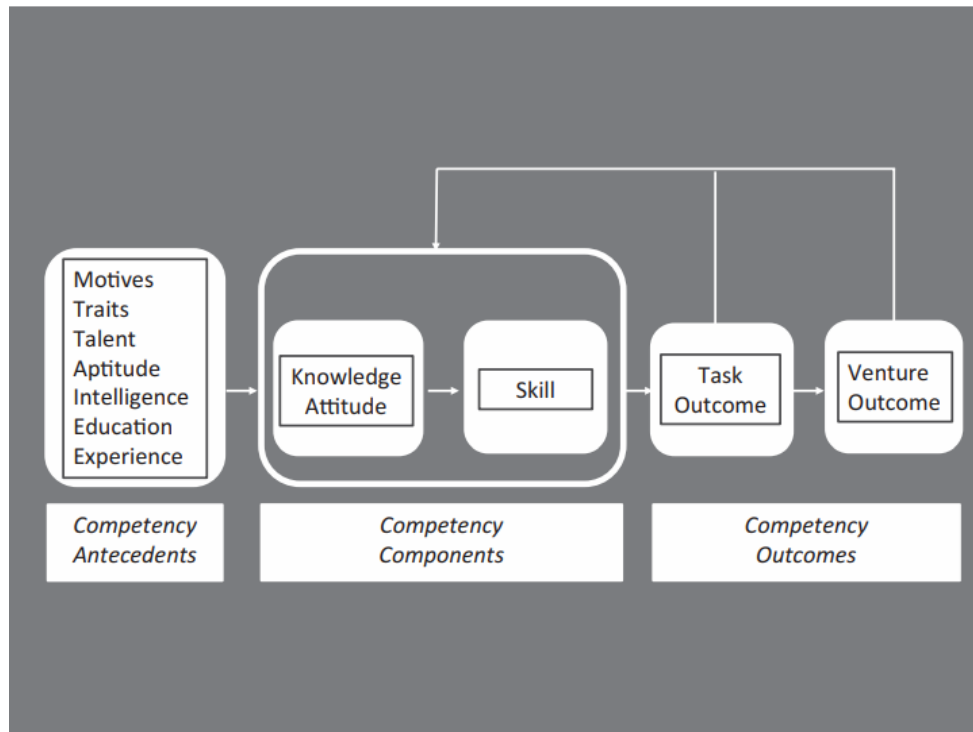 Motives
Traits
Talent
Aptitude
Intelligence
Education
Experience
Knowledge
Attitude
Skill
Task
Outcome
Venture
Outcome
Competency
Antecedents
Competency
Components
Competency
Outcomes